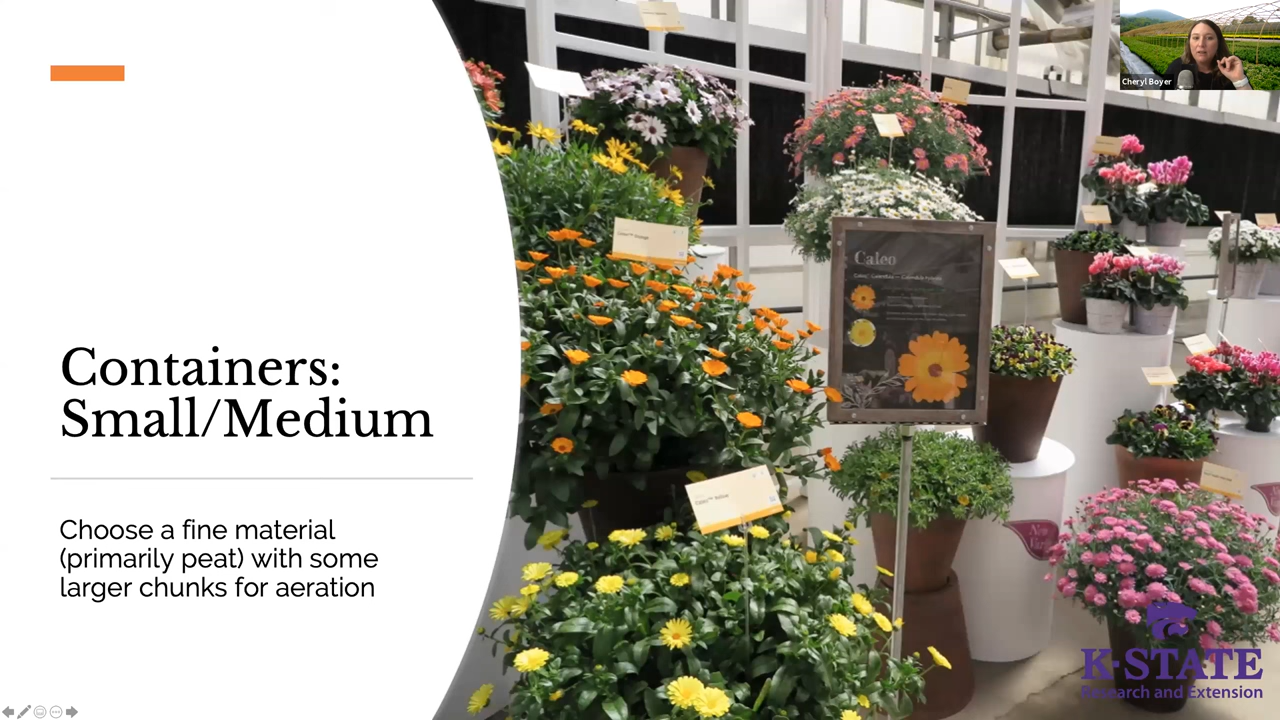 Cheryl Boyer
Containers:
Small/Medium
Choose a fine material
(primarily peat) with some
larger chunks for aeration
Caleo
K-STATE
Research and Extension